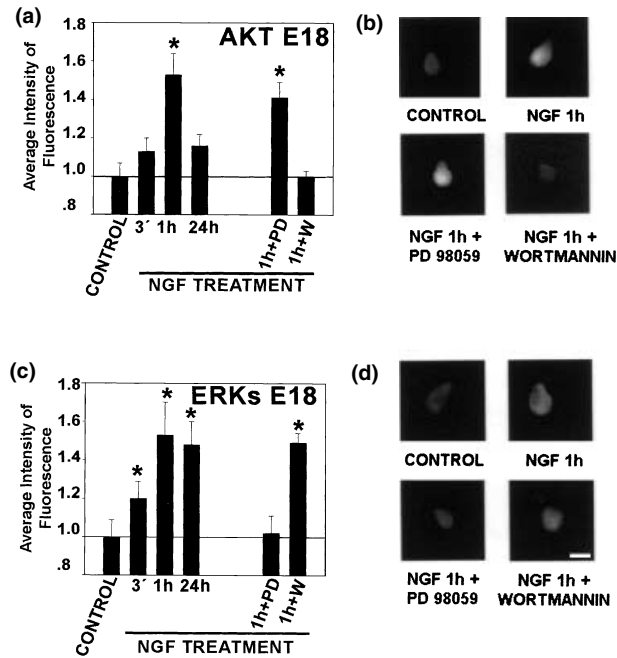 (a)
AKT E18
Average Intensity of
Fluorescence
1.8
1.6
1.4
1.2
1.0
.8
*
*
CONTROL
3´ 1h 24h
1h+PD
1h+W
NGF TREATMENT
(b)
CONTROL
NGF 1h
NGF 1h +
PD 98059
NGF 1h +
WORTMANNIN
(c)
ERKs E18
Average Intensity of
Fluorescence
1.8
1.6
1.4
1.2
1.0
.8
*
*
*
*
CONTROL
3´ 1h 24h
1h+PD
1h+W
NGF TREATMENT
(d)
CONTROL
NGF 1h
NGF 1h +
PD 98059
NGF 1h +
WORTMANNIN